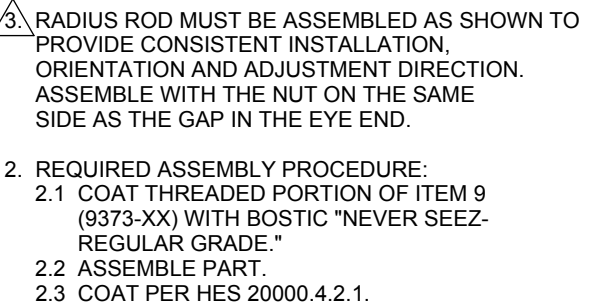 3. RADIUS ROD MUST BE ASSEMBLED AS SHOWN TO
PROVIDE CONSISTENT INSTALLATION,
ORIENTATION AND ADJUSTMENT DIRECTION.
ASSEMBLE WITH THE NUT ON THE SAME
SIDE AS THE GAP IN THE EYE END.
2. REQUIRED ASSEMBLY PROCEDURE:
2.1 COAT THREADED PORTION OF ITEM 9
(9373-XX) WITH BOSTIC "NEVER SEEZ-
REGULAR GRADE."
2.2 ASSEMBLE PART.
2.3 COAT PER HES 20000.4.2.1.